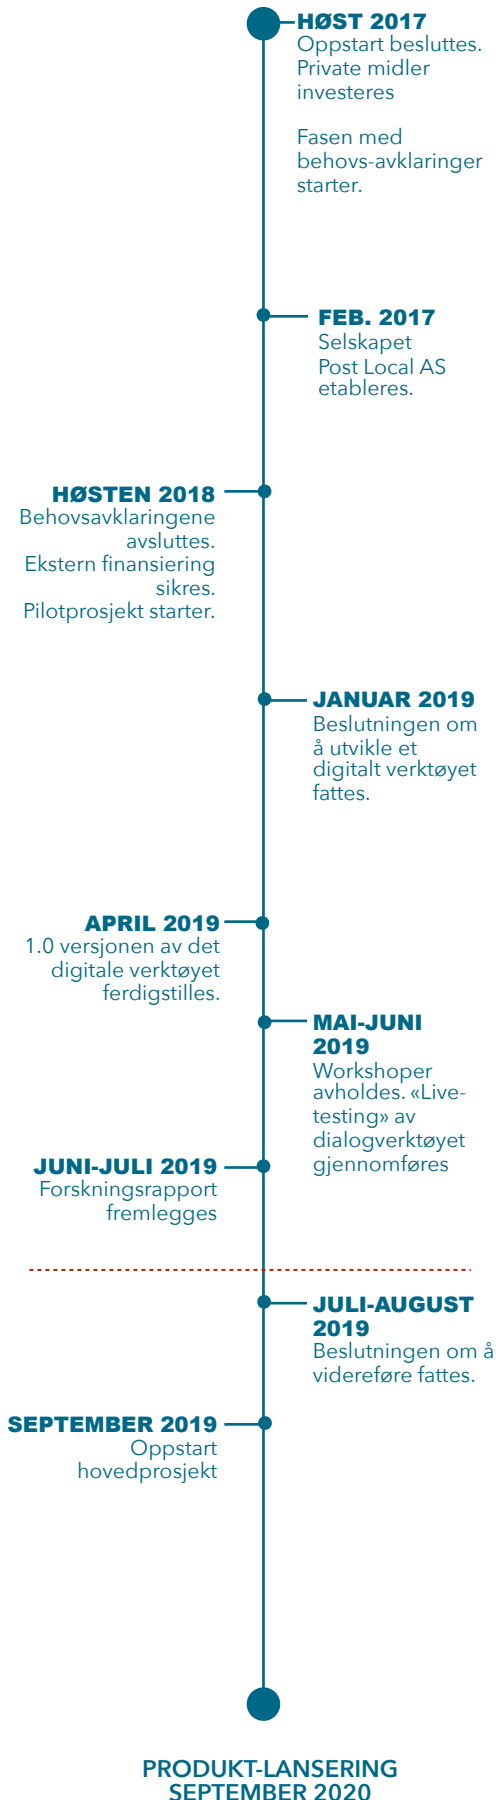 HØST 2017
Oppstart besluttes.
Private midler
investeres
Fasen med
behovs-avklaringer
starter.
FEB. 2017
Selskapet
Post Local AS
etableres.
HØSTEN 2018
Behovsavklaringene
avsluttes.
Ekstern finansiering
sikres.
Pilotprosjekt starter.
JANUAR 2019
Beslutningen om
å utvikle et
digitalt verktøyet
fattes.
APRIL 2019
1.0 versjonen av det
digitale verktøyet
ferdigstilles.
MAI-JUNI
2019
Workshoper
avholdes. «Live-
testing» av
dialogverktøyet
gjennomføres
JUNI-JULI 2019
Forskningsrapport
fremlegges
JULI-AUGUST
2019
Beslutningen om å
videreføre fattes.
SEPTEMBER 2019
Oppstart
hovedprosjekt
PRODUKT-LANSERING
SEPTEMBER 2020